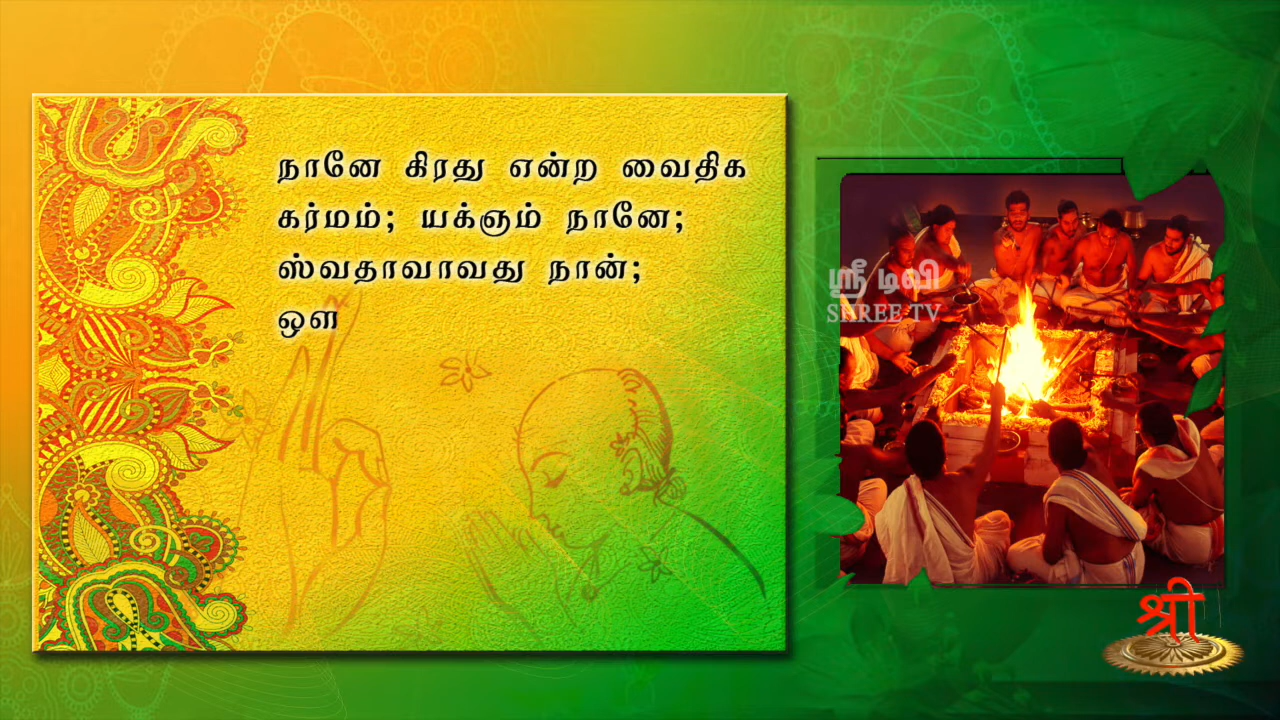 நானே கிரது என்ற வைதிக
கர்மம்; யக்ஞம் நானே;
ஸ்வதாவாவது நான்;
ஔ
ஸ்ரீ டிவி
SHREE TV
श्री